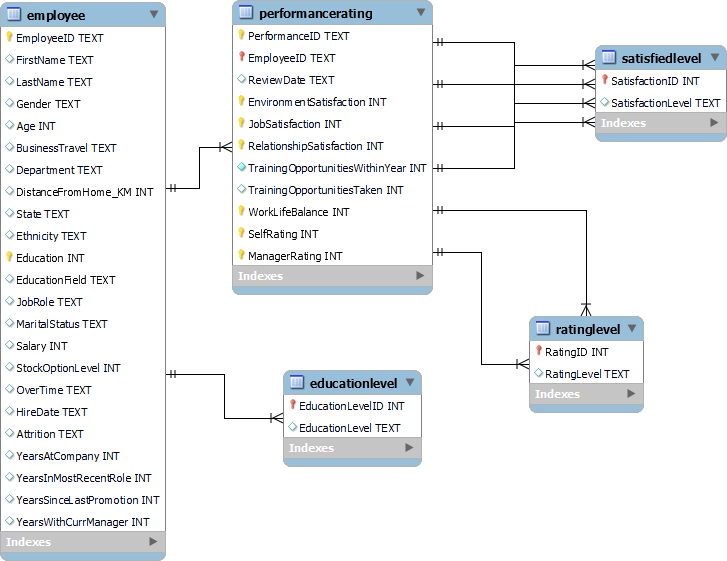 employee
EmployeeID TEXT
FirstName TEXT
LastName TEXT
Gender TEXT
Age INT
BusinessTravel TEXT
Department TEXT
DistanceFromHome_KM INT
State TEXT
Ethnicity TEXT
Education INT
EducationField TEXT
JobRole TEXT
MaritalStatus TEXT
Salary INT
StockOptionLevel INT
OverTime TEXT
HireDate TEXT
Attrition TEXT
YearsAtCompany INT
YearsInMostRecentRole INT
YearsSinceLastPromotion INT
YearsWithCurrManager INT
Indexes
performancerating
PerformanceID TEXT
EmployeeID TEXT
ReviewDate TEXT
EnvironmentSatisfaction INT
JobSatisfaction INT
RelationshipSatisfaction INT
TrainingOpportunitiesWithinYear INT
TrainingOpportunitiesTaken INT
WorkLifeBalance INT
SelfRating INT
ManagerRating INT
Indexes
satisfiedlevel
SatisfactionID INT
SatisfactionLevel TEXT
Indexes
ratinglevel
RatingID INT
RatingLevel TEXT
Indexes
educationlevel
EducationLevelID INT
EducationLevel TEXT
Indexes